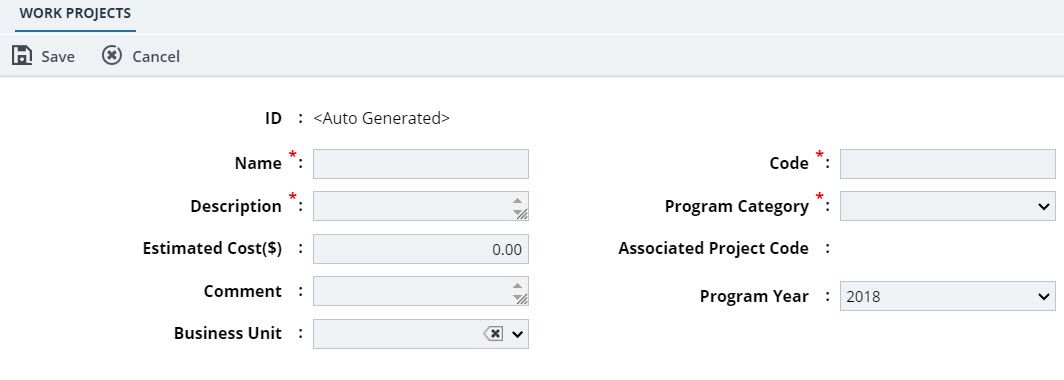 WORK PROJECTS
Save Cancel
ID : <Auto Generated>
Name *: Code *:
Description *: Program Category *:
Estimated Cost($) : 0.00 Associated Project Code :
Comment : Program Year : 2018
Business Unit :